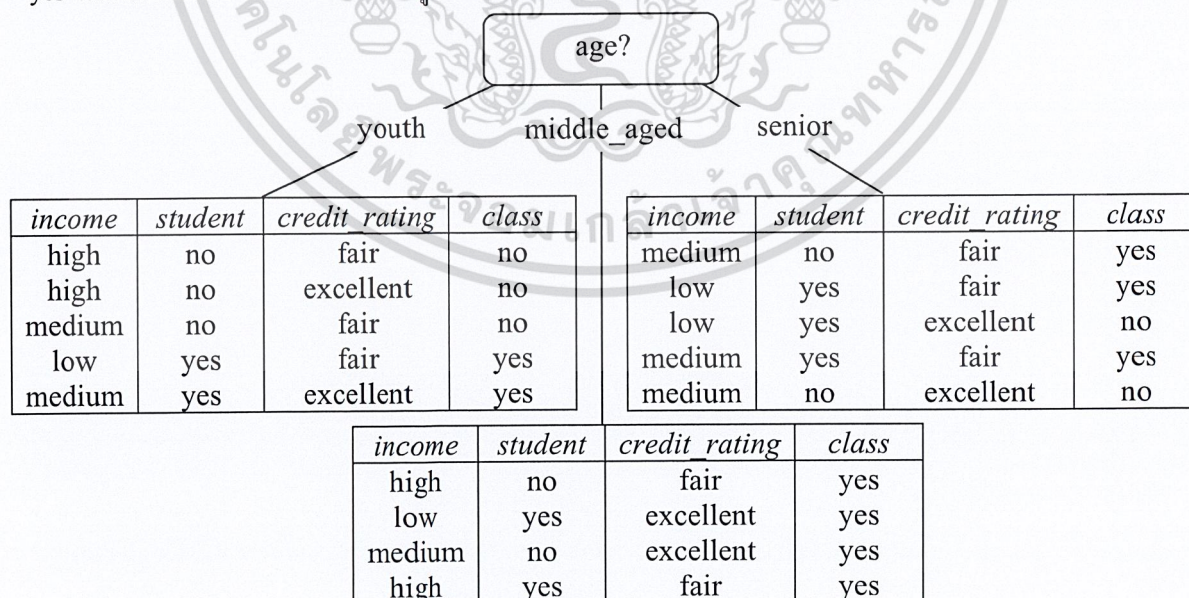 age?
youth middle_aged senior
income student credit_rating class
high no fair no
high no excellent no
medium no fair no
low yes fair yes
medium yes excellent yes
income student credit_rating class
medium no fair yes
low yes fair yes
low yes excellent no
medium yes fair yes
medium no excellent no
income student credit_rating class
high no fair yes
low yes excellent yes
medium no excellent yes
high yes fair yes